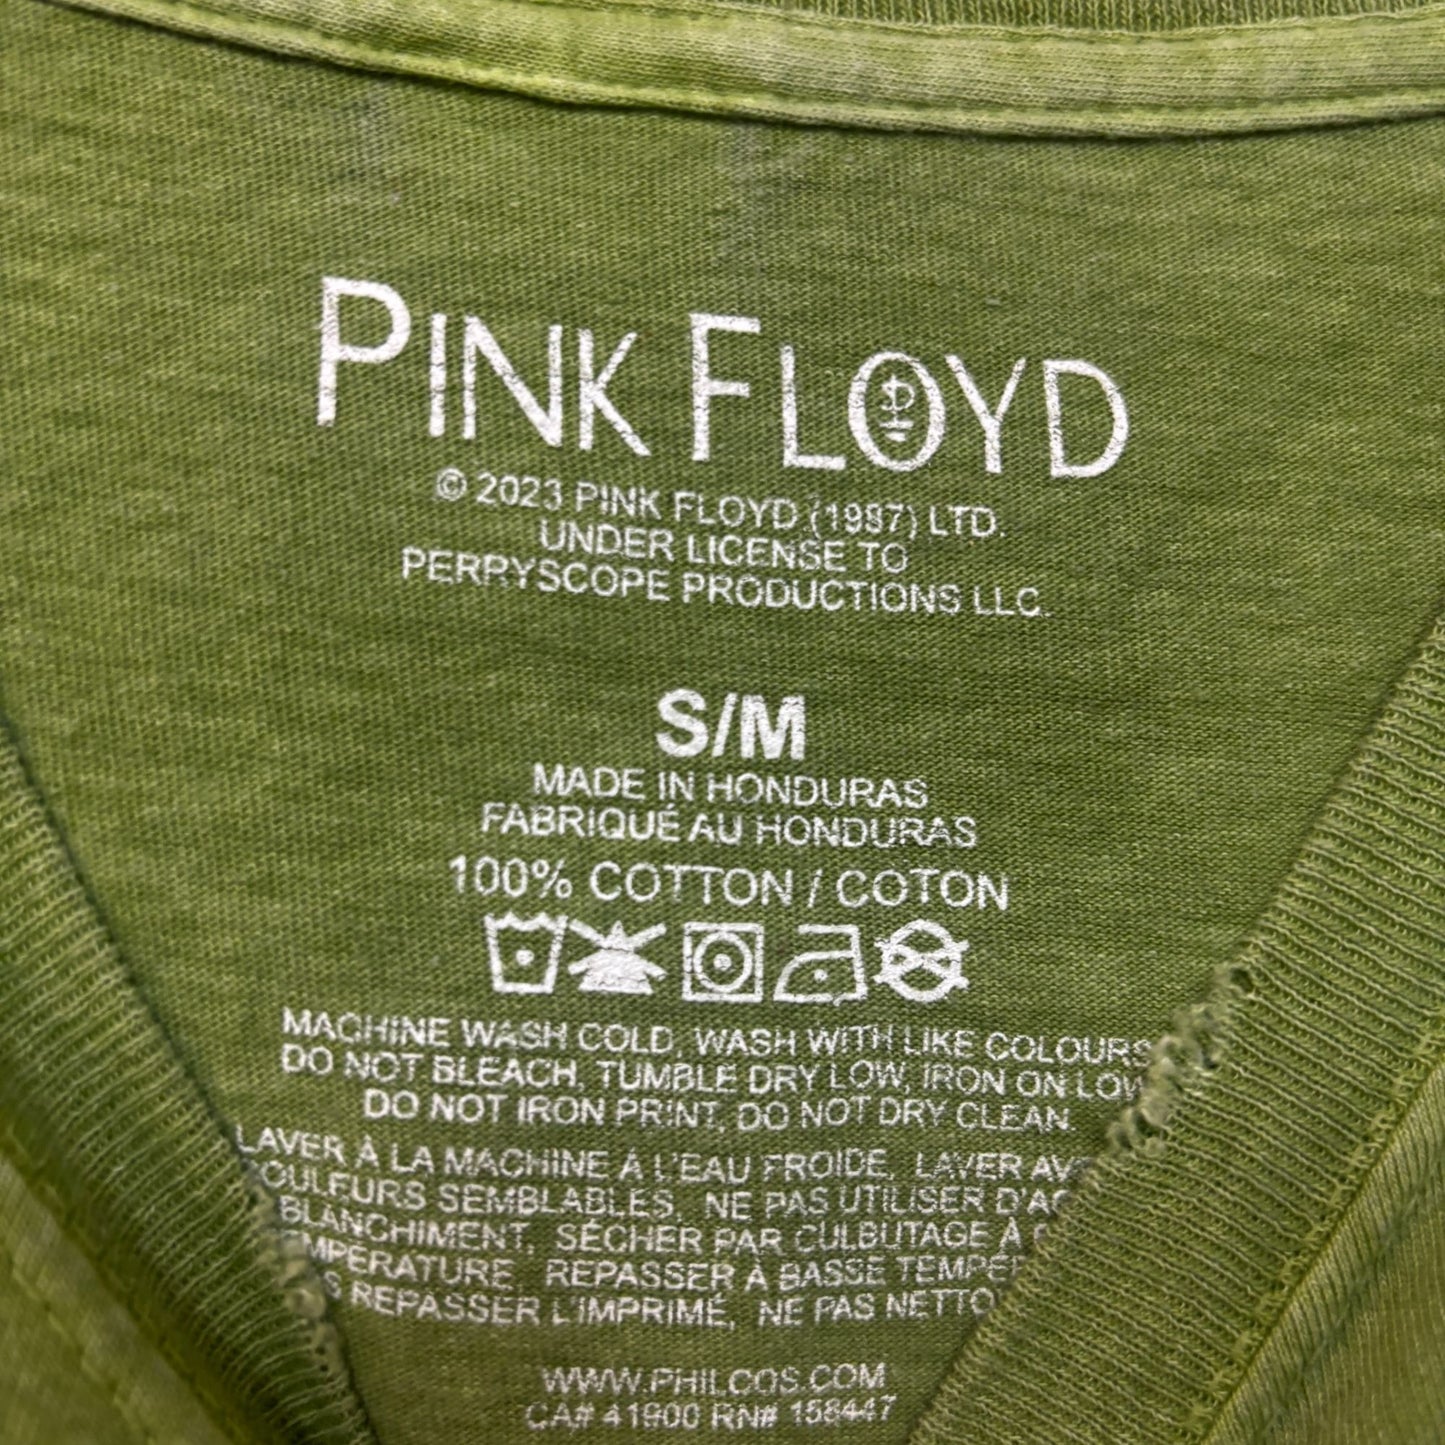 PINK FLOYD
© 2023 PINK FLOYD (1987) LTD.
UNDER LICENSE TO
PERRYSCOPE PRODUCTIONS LLC.
S/M
MADE IN HONDURAS
FABRIQUÉ AU HONDURAS
100% COTTON / COTON
MACHINE WASH COLD, WASH WITH LIKE COLOURS
DO NOT BLEACH, TUMBLE DRY LOW, IRON ON LOW
DO NOT IRON PRINT, DO NOT DRY CLEAN.
LAVER À LA MACHINE À L'EAU FROIDE, LAVER
SEMBLABLES, NE PAS UTILISER
BLANCHIMENT, SÉCHER PAR CULBUTAGE À
REPASSER À BASSE
REPASSER L'IMPRIMÉ, NE PAS
WWW.PHILCOS.COM
CA# 41900 RN# 158447